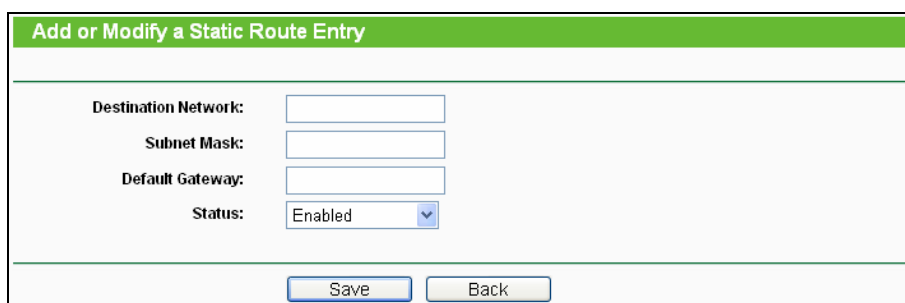 Add or Modify a Static Route Entry
Destination Network:
Subnet Mask:
Default Gateway:
Status: Enabled
Save Back